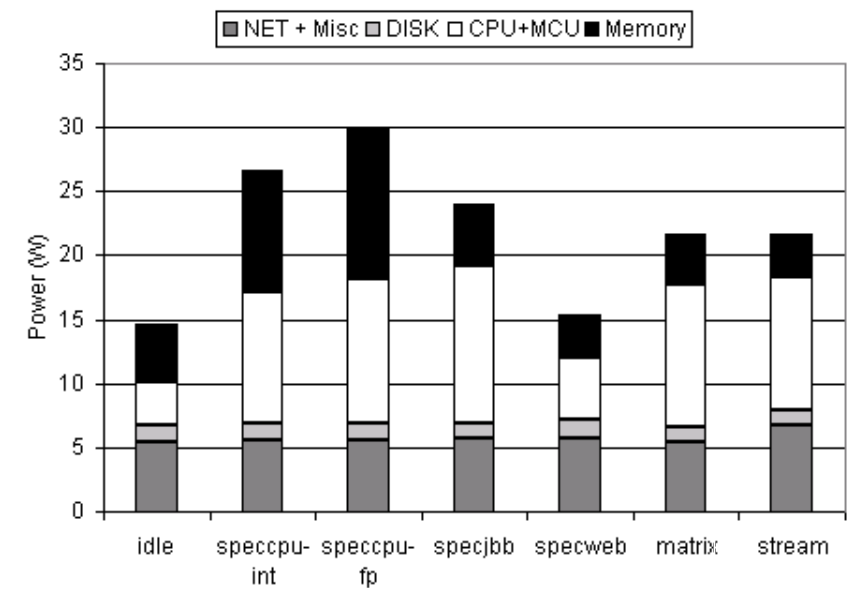 NET + Misc DISK CPU+MCU Memory
35
30
25
20
15
10
5
0
Power (W)
idle speccpu-int speccpu-fp specjbb specweb matrix stream